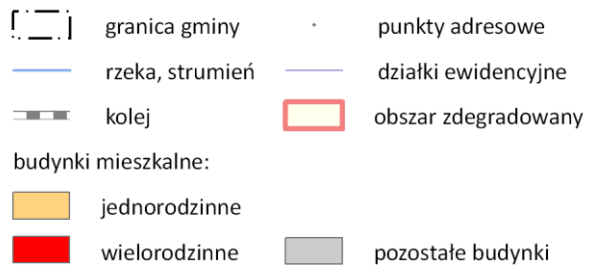 granica gminy punkty adresowe
rzeka, strumień działki ewidencyjne
kolej obszar zdegradowany
budynki mieszkalne:
jednorodzinne
wielorodzinne pozostałe budynki